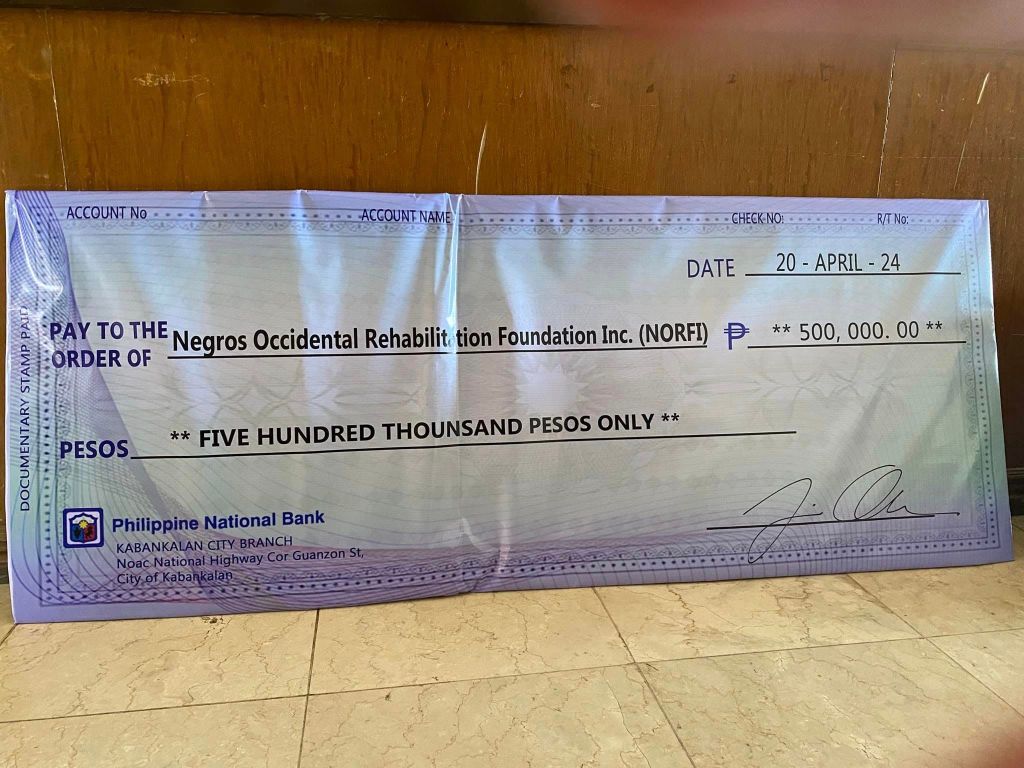 ACCOUNT No
ACCOUNT NAME
CHECK NO:
R/T No:
DATE 20 - APRIL - 24
PAY TO THE
ORDER OF Negros Occidental Rehabilitation Foundation Inc. (NORFI) ₱ ** 500, 000. 00 **
PESOS ** FIVE HUNDRED THOUNSAND PESOS ONLY **
DOCUMENTARY STAMP PAID
Philippine National Bank
KABANKALAN CITY BRANCH
Noac National Highway Cor Guanzon St,
City of Kabankalan